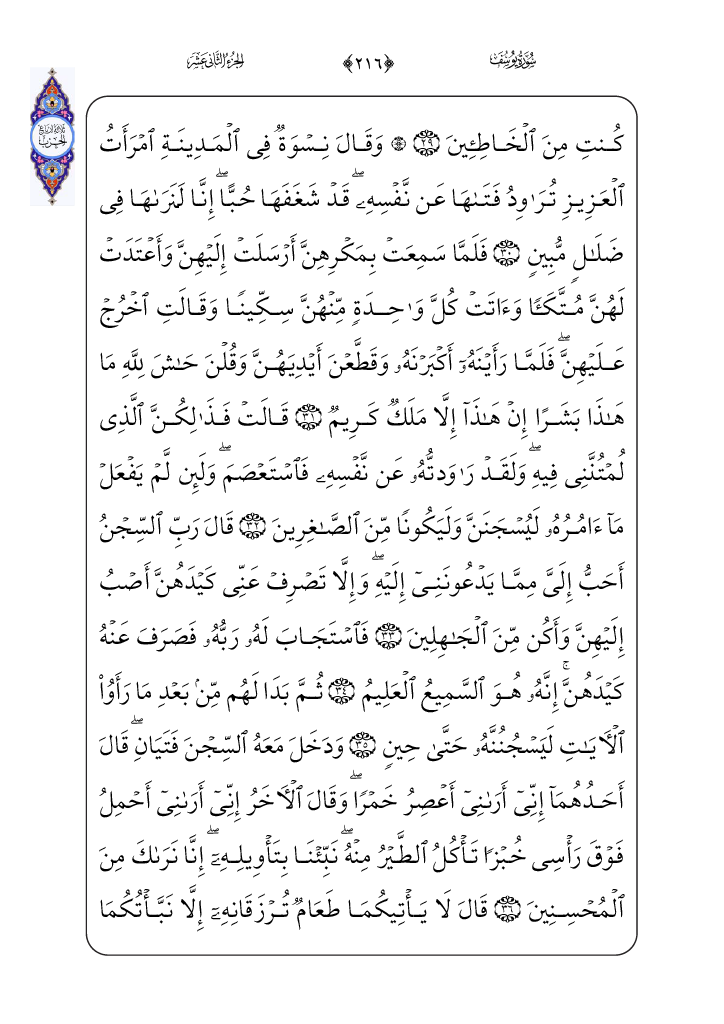 سُورَةُ يُوسُفَ ﴿٢١٦﴾ الجُزْءُ الثَّانِي عَشَرَ
ثلاثة أرباع
الحزب
كُنتِ مِنَ ٱلْخَاطِـِٔينَ ٢٩ ۞ وَقَالَ نِسْوَةٌ فِى ٱلْمَدِينَةِ ٱمْرَأَتُ
ٱلْعَزِيزِ تُرَٰوِدُ فَتَىٰهَا عَن نَّفْسِهِۦۖ قَدْ شَغَفَهَا حُبًّاۖ إِنَّا لَنَرَىٰهَا فِى
ضَلَٰلٍ مُّبِينٍ ٣٠ فَلَمَّا سَمِعَتْ بِمَكْرِهِنَّ أَرْسَلَتْ إِلَيْهِنَّ وَأَعْتَدَتْ
لَهُنَّ مُتَّكَـًٔا وَءَاتَتْ كُلَّ وَٰحِدَةٍ مِّنْهُنَّ سِكِّينًا وَقَالَتِ ٱخْرُجْ
عَلَيْهِنَّۖ فَلَمَّا رَأَيْنَهُۥٓ أَكْبَرْنَهُۥ وَقَطَّعْنَ أَيْدِيَهُنَّ وَقُلْنَ حَٰشَ لِلَّهِ مَا
هَٰذَا بَشَرًا إِنْ هَٰذَآ إِلَّا مَلَكٌ كَرِيمٌ ٣١ قَالَتْ فَذَٰلِكُنَّ ٱلَّذِى
لُمْتُنَّنِى فِيهِۖ وَلَقَدْ رَٰوَدتُّهُۥ عَن نَّفْسِهِۦ فَٱسْتَعْصَمَۖ وَلَئِن لَّمْ يَفْعَلْ
مَآ ءَامُرُهُۥ لَيُسْجَنَنَّ وَلَيَكُونًا مِّنَ ٱلصَّٰغِرِينَ ٣٢ قَالَ رَبِّ ٱلسِّجْنُ
أَحَبُّ إِلَىَّ مِمَّا يَدْعُونَنِىٓ إِلَيْهِۖ وَإِلَّا تَصْرِفْ عَنِّى كَيْدَهُنَّ أَصْبُ
إِلَيْهِنَّ وَأَكُن مِّنَ ٱلْجَٰهِلِينَ ٣٣ فَٱسْتَجَابَ لَهُۥ رَبُّهُۥ فَصَرَفَ عَنْهُ
كَيْدَهُنَّۚ إِنَّهُۥ هُوَ ٱلسَّمِيعُ ٱلْعَلِيمُ ٣٤ ثُمَّ بَدَا لَهُم مِّنۢ بَعْدِ مَا رَأَوُا۟
ٱلْأٓيَٰتِ لَيَسْجُنُنَّهُۥ حَتَّىٰ حِينٍ ٣٥ وَدَخَلَ مَعَهُ ٱلسِّجْنَ فَتَيَانِۖ قَالَ
أَحَدُهُمَآ إِنِّىٓ أَرَىٰنِىٓ أَعْصِرُ خَمْرًاۖ وَقَالَ ٱلْأٓخَرُ إِنِّىٓ أَرَىٰنِىٓ أَحْمِلُ
فَوْقَ رَأْسِى خُبْزًا تَأْكُلُ ٱلطَّيْرُ مِنْهُۖ نَبِّئْنَا بِتَأْوِيلِهِۦٓۖ إِنَّا نَرَىٰكَ مِنَ
ٱلْمُحْسِنِينَ ٣٦ قَالَ لَا يَأْتِيكُمَا طَعَامٌ تُرْزَقَانِهِۦٓ إِلَّا نَبَّأْتُكُمَا